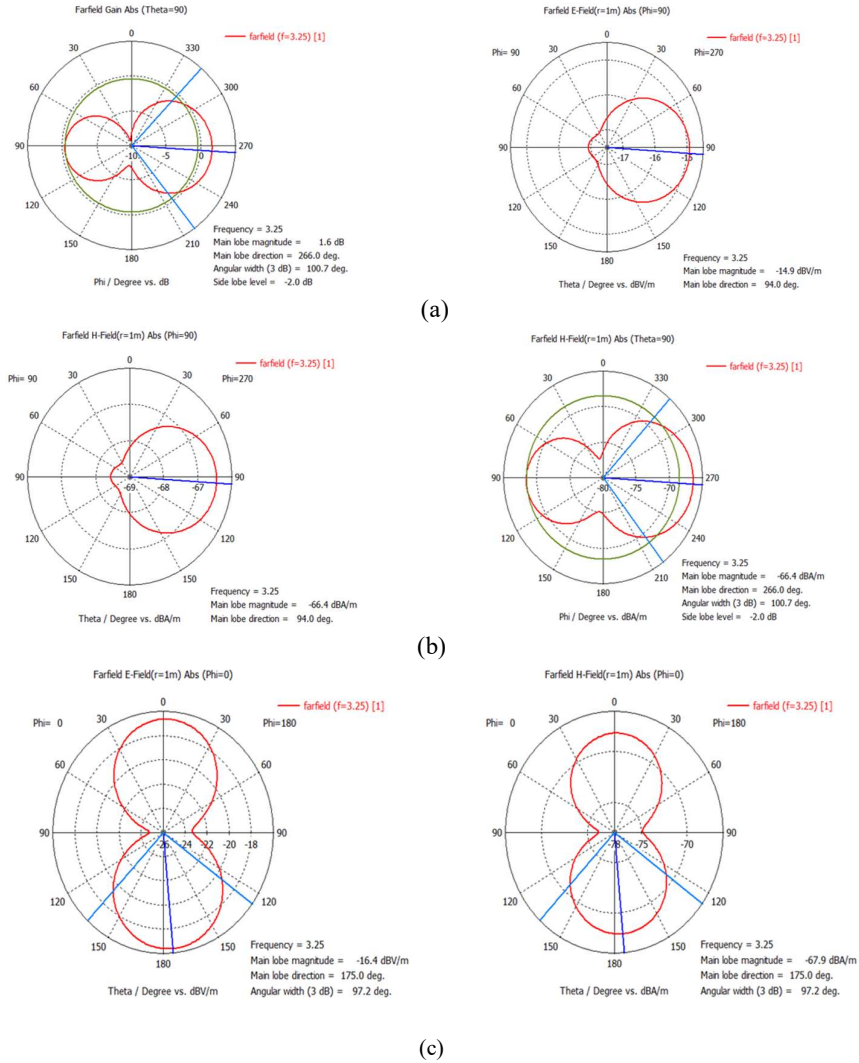 Farfield Gain Abs (Theta=90)
0
30
330
farfield (f=3.25) [1]
60
300
90
-10
-5
0
270
120
240
150
210
180
Frequency = 3.25
Main lobe magnitude = 1.6 dB
Main lobe direction = 266.0 deg.
Angular width (3 dB) = 100.7 deg.
Side lobe level = -2.0 dB
Phi / Degree vs. dB
Farfield E-Field(r=1m) Abs (Phi=90)
0
farfield (f=3.25) [1]
Phi= 90
30
30
Phi=270
60
60
90
-17
-16
-15
90
120
120
150
150
180
Frequency = 3.25
Main lobe magnitude = -14.9 dBV/m
Main lobe direction = 94.0 deg.
Theta / Degree vs. dBV/m
(a)
Farfield H-Field(r=1m) Abs (Phi=90)
0
farfield (f=3.25) [1]
Phi= 90
30
30
Phi=270
60
60
90
-69
-68
-67
90
120
120
150
150
180
Frequency = 3.25
Main lobe magnitude = -66.4 dBA/m
Main lobe direction = 94.0 deg.
Theta / Degree vs. dBA/m
Farfield H-Field(r=1m) Abs (Theta=90)
0
farfield (f=3.25) [1]
30
330
60
300
90
-80
-75
-70
270
120
240
150
210
180
Frequency = 3.25
Main lobe magnitude = -66.4 dBA/m
Main lobe direction = 266.0 deg.
Angular width (3 dB) = 100.7 deg.
Side lobe level = -2.0 dB
Phi / Degree vs. dBA/m
(b)
Farfield E-Field(r=1m) Abs (Phi=0)
0
farfield (f=3.25) [1]
Phi= 0
30
30
Phi=180
60
60
90
-26
-24
-22
-20
-18
90
120
120
150
150
180
Frequency = 3.25
Main lobe magnitude = -16.4 dBV/m
Main lobe direction = 175.0 deg.
Angular width (3 dB) = 97.2 deg.
Theta / Degree vs. dBV/m
Farfield H-Field(r=1m) Abs (Phi=0)
0
farfield (f=3.25) [1]
Phi= 0
30
30
Phi=180
60
60
90
-78
-75
-70
90
120
120
150
150
180
Frequency = 3.25
Main lobe magnitude = -67.9 dBA/m
Main lobe direction = 175.0 deg.
Angular width (3 dB) = 97.2 deg.
Theta / Degree vs. dBA/m
(c)